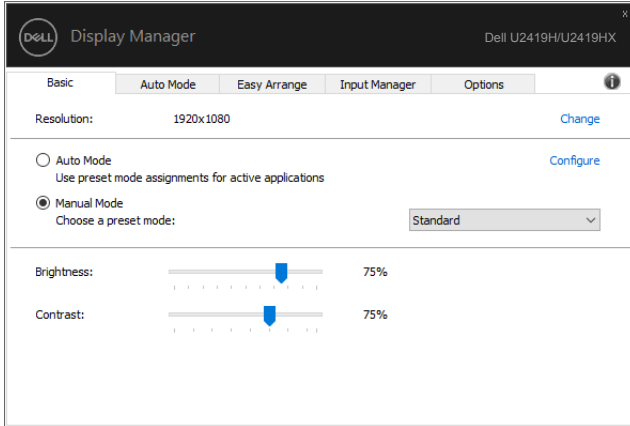 x
DELL Display Manager Dell U2419H/U2419HX
Basic Auto Mode Easy Arrange Input Manager Options i
Resolution: 1920x1080 Change
Auto Mode Configure
Use preset mode assignments for active applications
Manual Mode
Choose a preset mode: Standard
Brightness: 75%
Contrast: 75%